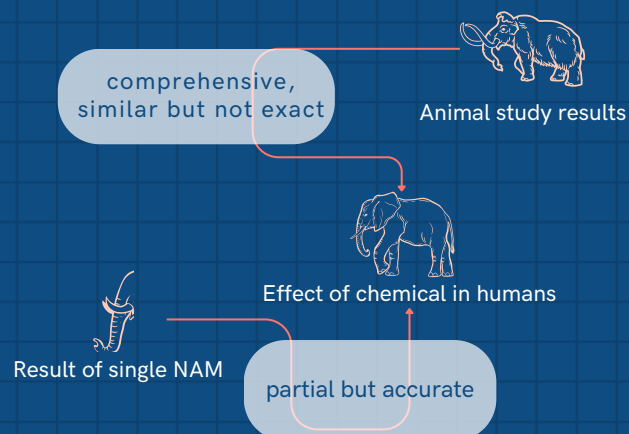 comprehensive,
similar but not exact
Animal study results
Effect of chemical in humans
Result of single NAM
partial but accurate